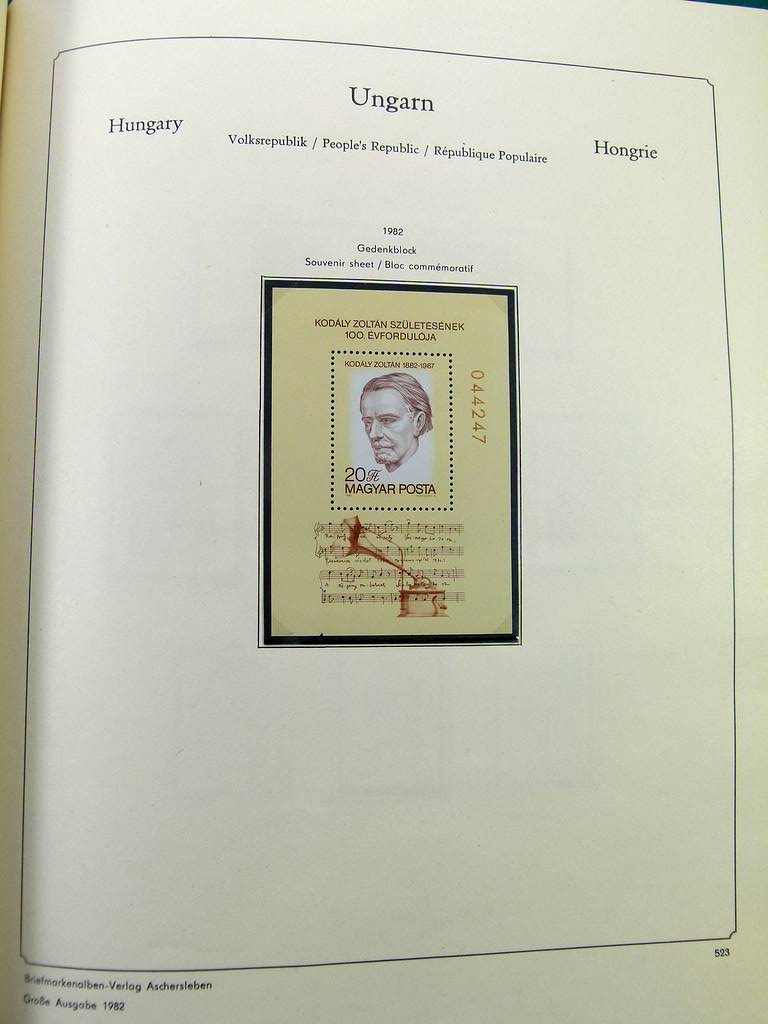 Ungarn
Hungary
Hongrie
Volksrepublik / People's Republic / République Populaire
1982
Gedenkblock
Souvenir sheet / Bloc commémoratif
KODÁLY ZOLTÁN SZÜLETÉSÉNEK
100. ÉVFORDULÓJA
KODÁLY ZOLTÁN 1882-1967
044247
20 Ft
MAGYAR POSTA
523
Briefmarkenalben-Verlag Aschersleben
Große Ausgabe 1982